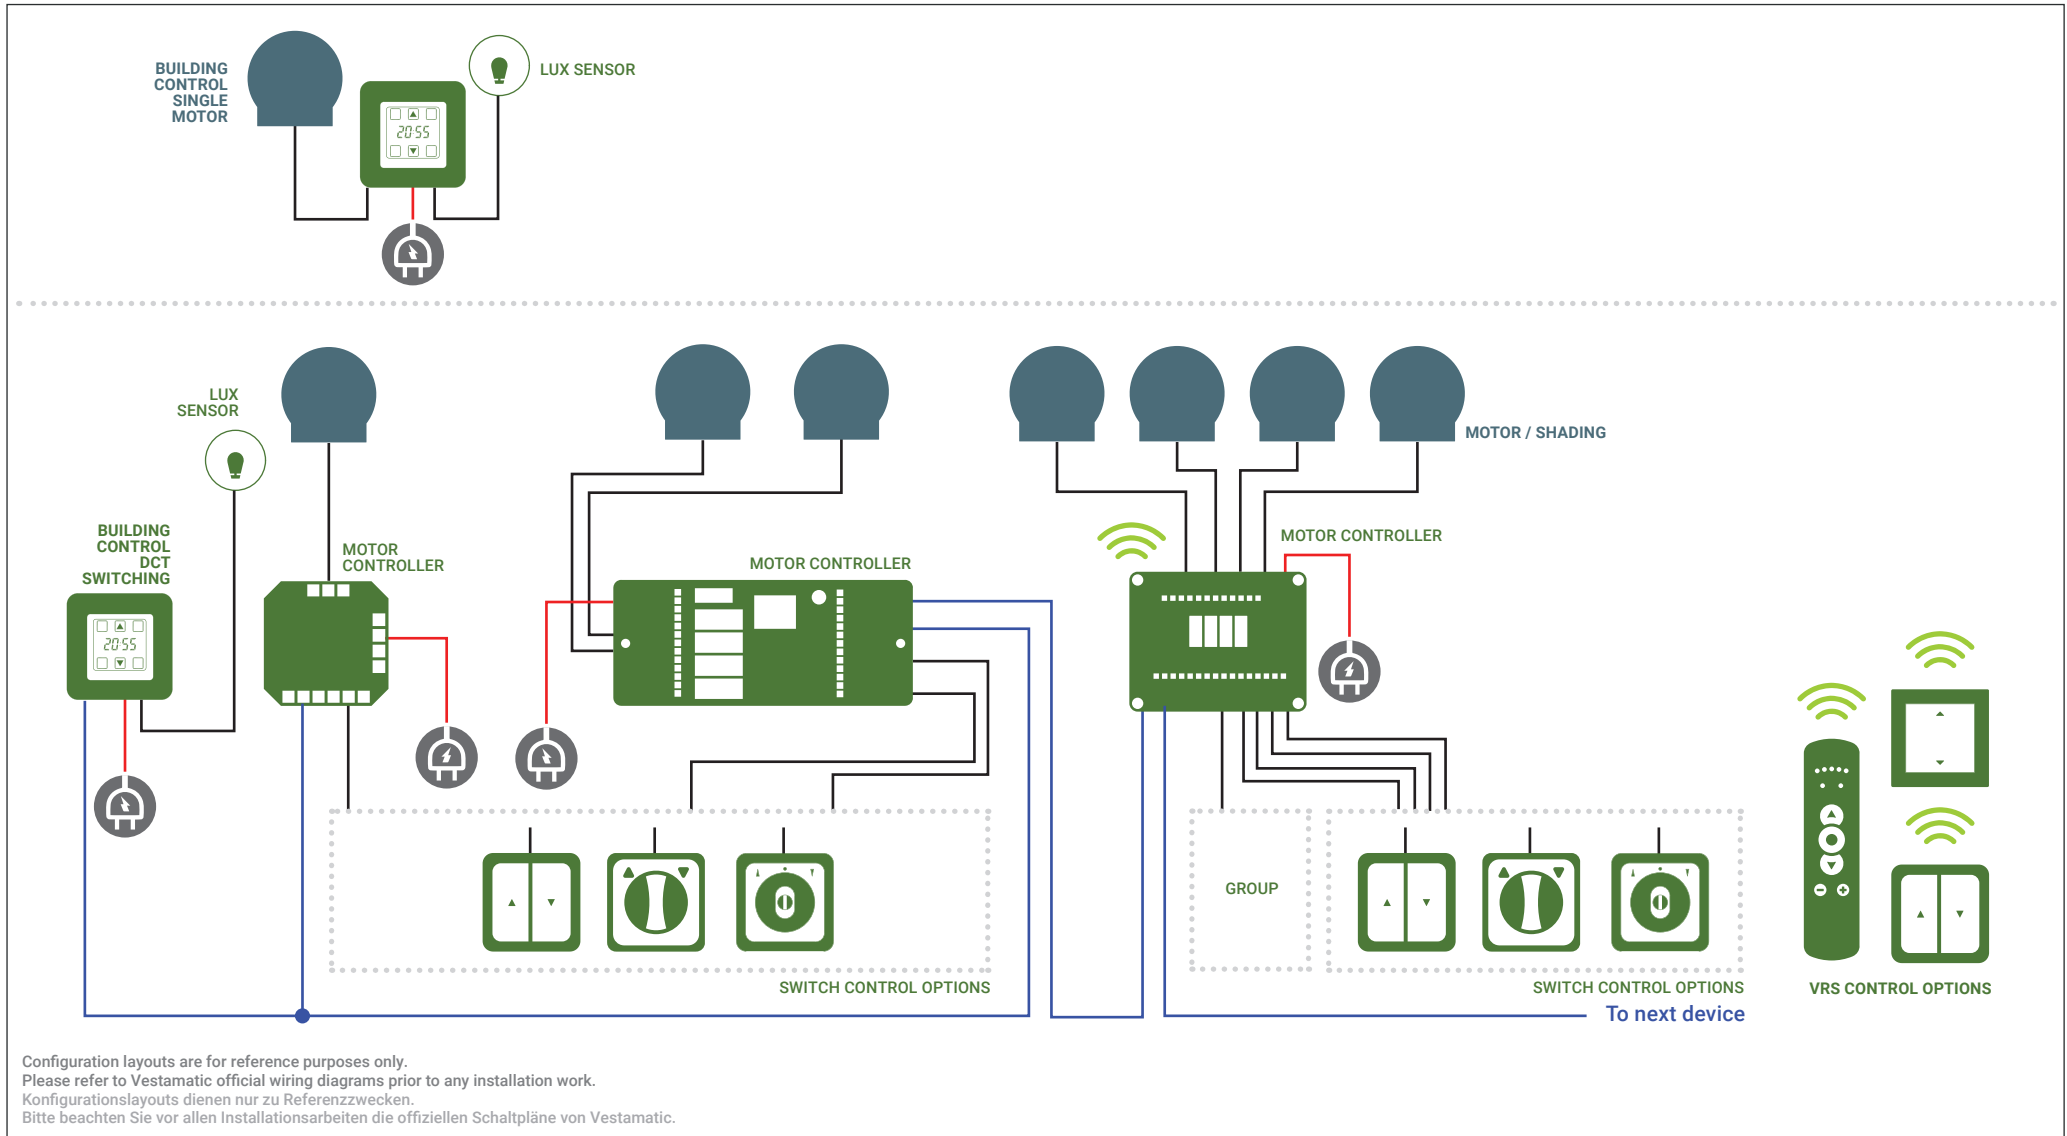 BUILDING
CONTROL
SINGLE
MOTOR
LUX SENSOR
20:55
LUX
SENSOR
MOTOR / SHADING
BUILDING
CONTROL
DCT
SWITCHING
MOTOR
CONTROLLER
MOTOR CONTROLLER
MOTOR CONTROLLER
20:55
GROUP
SWITCH CONTROL OPTIONS
SWITCH CONTROL OPTIONS
VRS CONTROL OPTIONS
To next device
Configuration layouts are for reference purposes only.
Please refer to Vestamatic official wiring diagrams prior to any installation work.
Konfigurationslayouts dienen nur zu Referenzzwecken.
Bitte beachten Sie vor allen Installationsarbeiten die offiziellen Schaltpläne von Vestamatic.